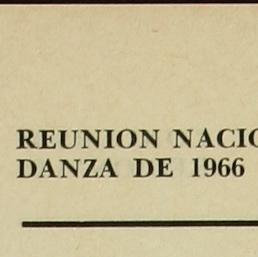 REUNION NACIO
DANZA DE 1966